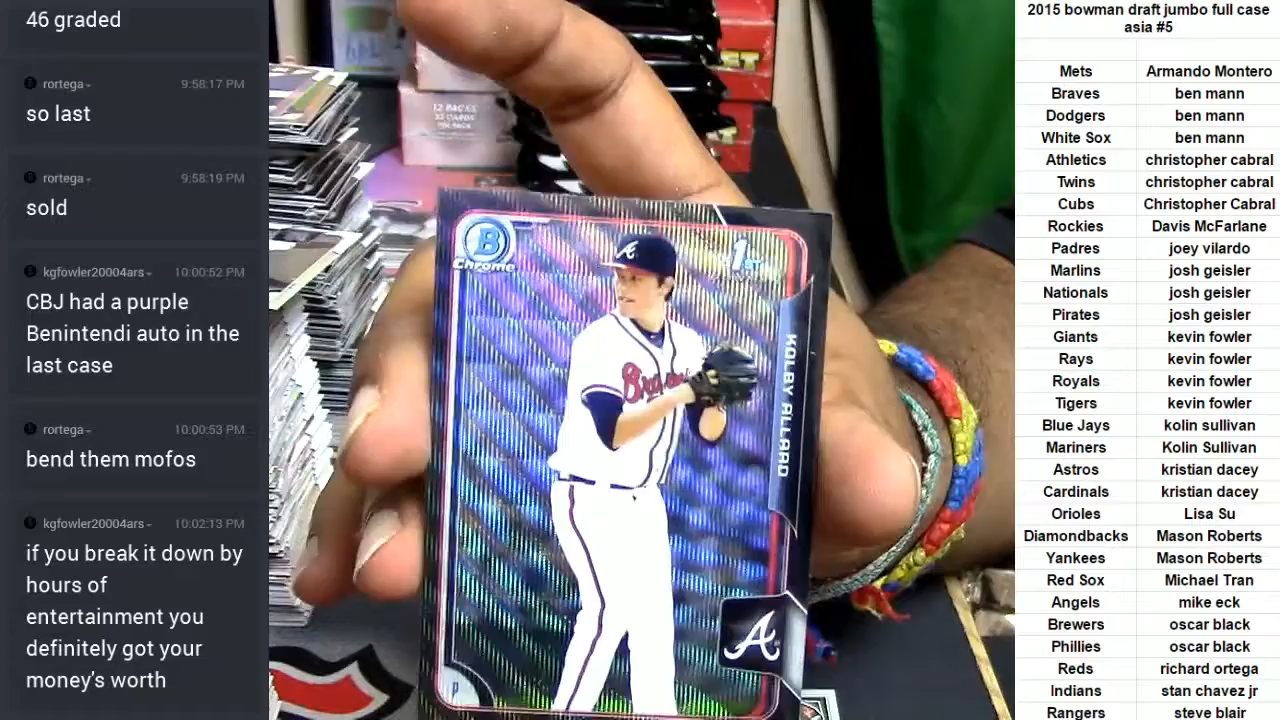 46 graded
rortega 9:58:17 PM
so last
rortega 9:58:19 PM
sold
kgfowler20004ars 10:00:52 PM
CBJ had a purple
Benintendi auto in the
last case
rortega 10:00:53 PM
bend them mofos
kgfowler20004ars 10:02:13 PM
if you break it down by
hours of
entertainment you
definitely got your
money's worth
12 PACKS
B
Chrome
1ST
Braves
KOLBY ALLARD
A
P
2015 bowman draft jumbo full case
asia #5
Mets Armando Montero
Braves ben mann
Dodgers ben mann
White Sox ben mann
Athletics christopher cabral
Twins christopher cabral
Cubs Christopher Cabral
Rockies Davis McFarlane
Padres joey vilardo
Marlins josh geisler
Nationals josh geisler
Pirates josh geisler
Giants kevin fowler
Rays kevin fowler
Royals kevin fowler
Tigers kevin fowler
Blue Jays kolin sullivan
Mariners Kolin Sullivan
Astros kristian dacey
Cardinals kristian dacey
Orioles Lisa Su
Diamondbacks Mason Roberts
Yankees Mason Roberts
Red Sox Michael Tran
Angels mike eck
Brewers oscar black
Phillies oscar black
Reds richard ortega
Indians stan chavez jr
Rangers steve blair